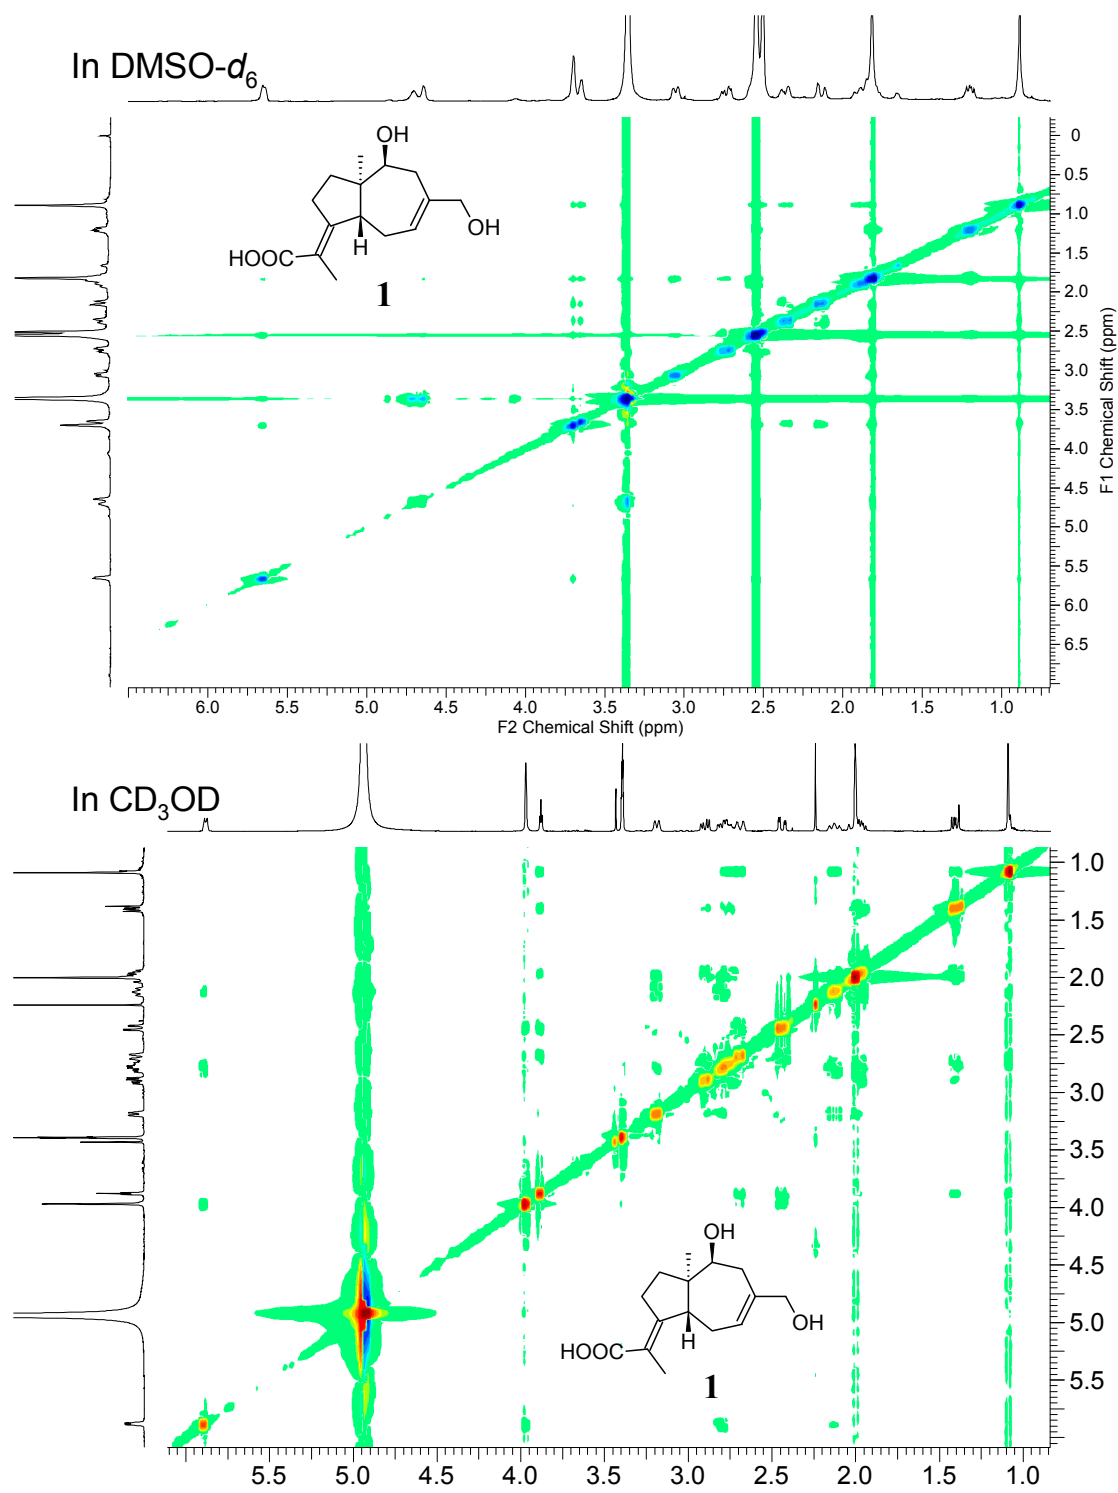 In DMSO-d6
OH
OH
HOOC
H
1
0
0.5
1.0
1.5
2.0
2.5
3.0
3.5
4.0
4.5
5.0
5.5
6.0
6.5
F1 Chemical Shift (ppm)
6.0 5.5 5.0 4.5 4.0 3.5 3.0 2.5 2.0 1.5 1.0
F2 Chemical Shift (ppm)
In CD3OD
1.0
1.5
2.0
2.5
3.0
3.5
4.0
4.5
5.0
5.5
OH
OH
HOOC
H
1
5.5 5.0 4.5 4.0 3.5 3.0 2.5 2.0 1.5 1.0